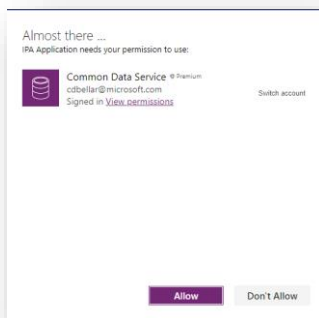 Almost there ...
IPA Application needs your permission to use:
Common Data Service Premium
cdbellar@microsoft.com
Switch account
Signed in View permissions
Allow
Don't Allow